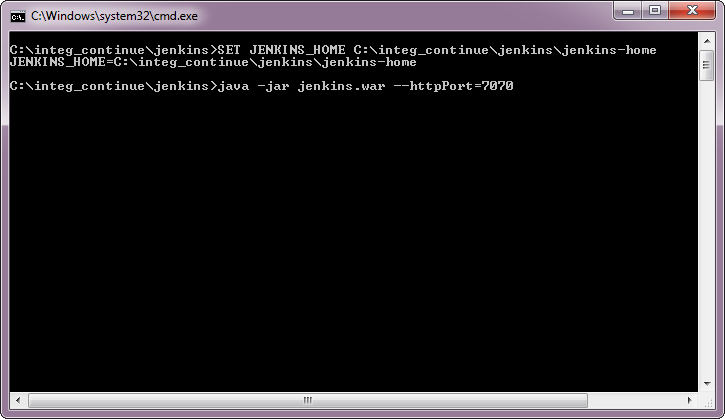 C:\Windows\system32\cmd.exe
C:\integ_continue\jenkins>SET JENKINS_HOME C:\integ_continue\jenkins\jenkins-home
JENKINS_HOME=C:\integ_continue\jenkins\jenkins-home
C:\integ_continue\jenkins>java -jar jenkins.war --httpPort=7070